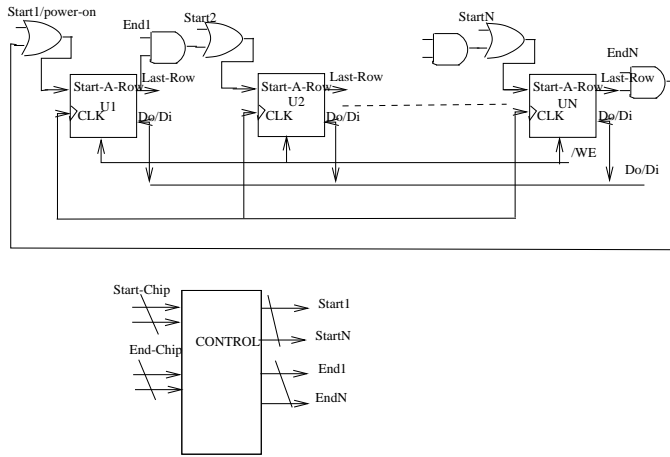 Start1/power-on
End1
Start2
StartN
EndN
Start-A-Row
Last-Row
U1
CLK
Do/Di
Start-A-Row
Last-Row
U2
CLK
Do/Di
Start-A-Row
Last-Row
UN
CLK
Do/Di
/WE
Do/Di
Start-Chip
End-Chip
CONTROL
Start1
StartN
End1
EndN